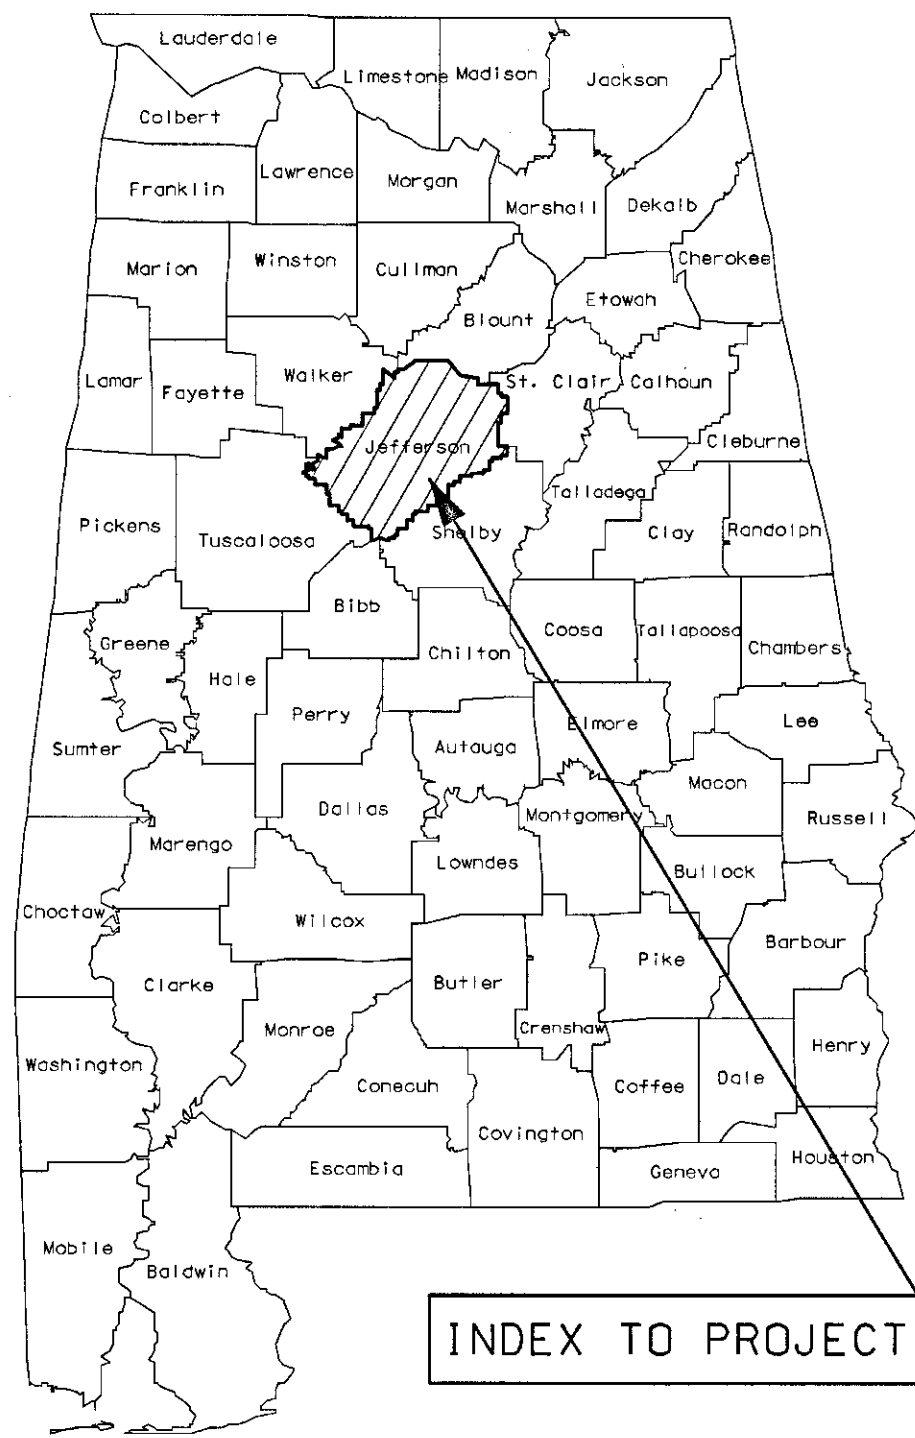 Lauderdale
Limestone
Madison
Jackson
Colbert
Lawrence
Franklin
Morgan
Marshall
Dekalb
Cherokee
Marion
Winston
Cullman
Etowah
Blount
Lamar
Fayette
Walker
St. Clair
Calhoun
Jefferson
Cleburne
Talladega
Pickens
Tuscaloosa
Shelby
Clay
Randolph
Bibb
Greene
Hale
Chilton
Coosa
Tallapoosa
Chambers
Perry
Elmore
Lee
Sumter
Autauga
Macon
Dallas
Montgomery
Russell
Marengo
Lowndes
Bullock
Choctaw
Wilcox
Barbour
Clarke
Butler
Pike
Monroe
Crenshaw
Henry
Washington
Conecuh
Coffee
Dale
Covington
Escambia
Geneva
Houston
Mobile
Baldwin
INDEX TO PROJECT